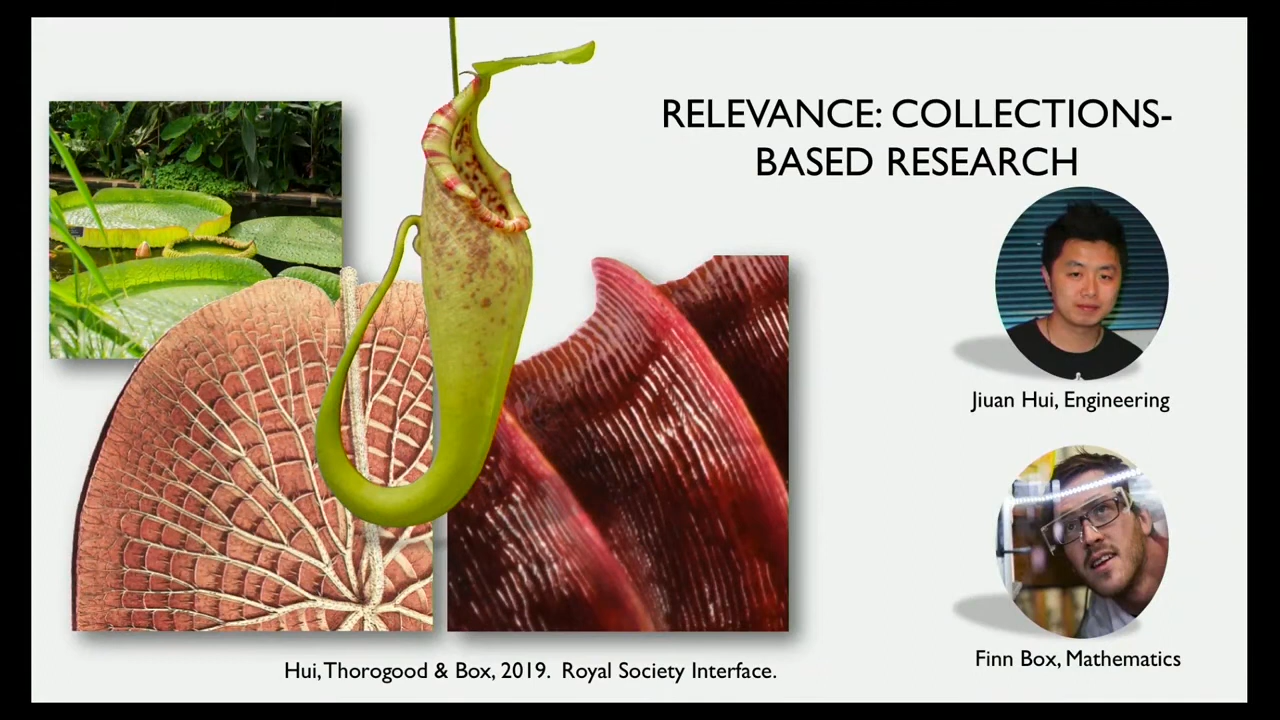 RELEVANCE: COLLECTIONS-
BASED RESEARCH
Jiuan Hui, Engineering
Finn Box, Mathematics
Hui, Thorogood & Box, 2019. Royal Society Interface.